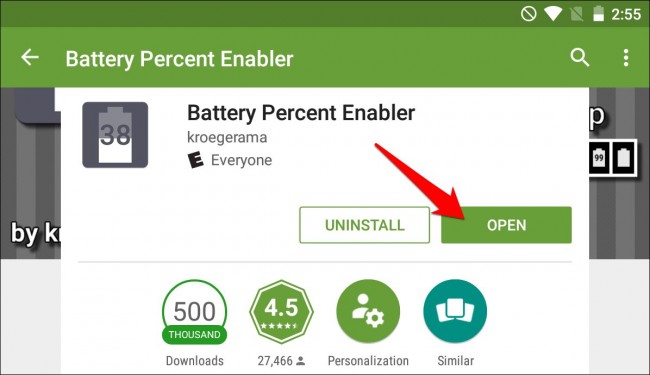 2:55
Battery Percent Enabler
38
Battery Percent Enabler
kroegerama
E Everyone
p
99
by k
UNINSTALL
OPEN
500
THOUSAND
4.5
Downloads
27,466
Personalization
Similar